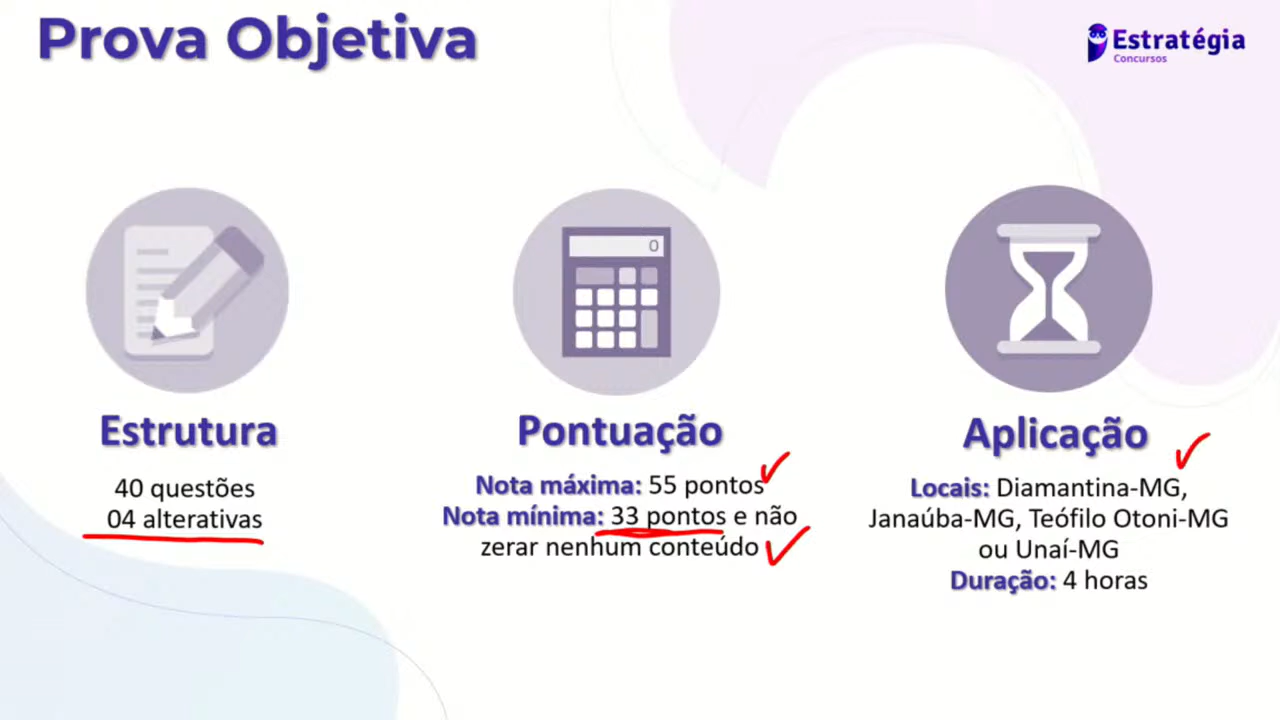 Prova Objetiva
Estratégia
Concursos
0
Estrutura
40 questões
04 alterativas
Pontuação
Nota máxima: 55 pontos
Nota mínima: 33 pontos e não
zerar nenhum conteúdo
Aplicação
Locais: Diamantina-MG,
Janaúba-MG, Teófilo Otoni-MG
ou Unaí-MG
Duração: 4 horas